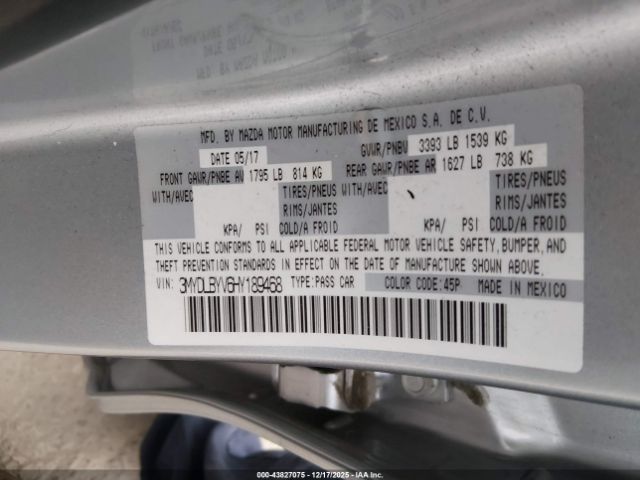 MFD. BY MAZDA MOTOR MANUFACTURING DE MEXICO S.A. DE C.V.
DATE 05/17 GVWR/PNBV 3393 LB 1539 KG
FRONT GAWR/PNBE AV 1795 LB 814 KG REAR GAWR/PNBE AR 1627 LB 738 KG
WITH/AVEC TIRES/PNEUS WITH/AVEC TIRES/PNEUS
RIMS/JANTES RIMS/JANTES
KPA/ PSI COLD/A FROID KPA/ PSI COLD/A FROID
THIS VEHICLE CONFORMS TO ALL APPLICABLE FEDERAL MOTOR VEHICLE SAFETY, BUMPER, AND
THEFT PREVENTION STANDARDS IN EFFECT ON THE DATE OF MANUFACTURE SHOWN ABOVE.
VIN: 3MYDLBYV6HY189468 TYPE:PASS CAR COLOR CODE:45P MADE IN MEXICO
00-43827075 - 12/17/2025 - IAA Inc.